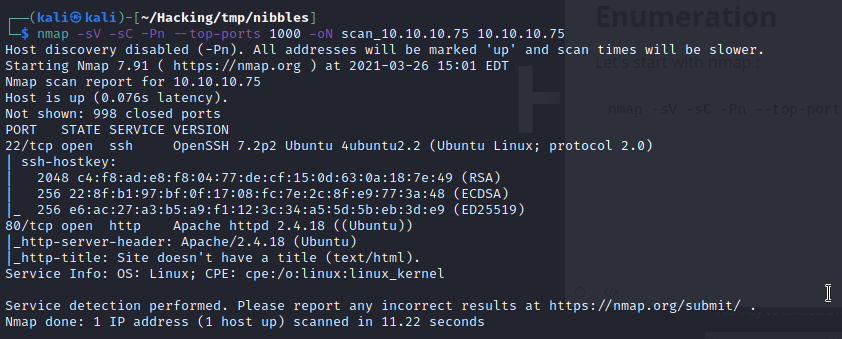 ┌──(kali㉿kali)-[~/Hacking/tmp/nibbles]
└─$ nmap -sV -sC -Pn --top-ports 1000 -oN scan_10.10.10.75 10.10.10.75
Host discovery disabled (-Pn). All addresses will be marked 'up' and scan times will be slower.
Starting Nmap 7.91 ( https://nmap.org ) at 2021-03-26 15:01 EDT
Nmap scan report for 10.10.10.75
Host is up (0.076s latency).
Not shown: 998 closed ports
PORT   STATE SERVICE VERSION
22/tcp open  ssh     OpenSSH 7.2p2 Ubuntu 4ubuntu2.2 (Ubuntu Linux; protocol 2.0)
| ssh-hostkey:
|   2048 c4:f8:ad:e8:f8:04:77:de:cf:15:0d:63:0a:18:7e:49 (RSA)
|   256 22:8f:b1:97:bf:0f:17:08:fc:7e:2c:8f:e9:77:3a:48 (ECDSA)
|_  256 e6:ac:27:a3:b5:a9:f1:12:3c:34:a5:5d:5b:eb:3d:e9 (ED25519)
80/tcp open  http    Apache httpd 2.4.18 ((Ubuntu))
|_http-server-header: Apache/2.4.18 (Ubuntu)
|_http-title: Site doesn't have a title (text/html).
Service Info: OS: Linux; CPE: cpe:/o:linux:linux_kernel
Service detection performed. Please report any incorrect results at https://nmap.org/submit/ .
Nmap done: 1 IP address (1 host up) scanned in 11.22 seconds
Enumeration
Let's start with nmap :
nmap -sV -sC -Pn --top-port
H